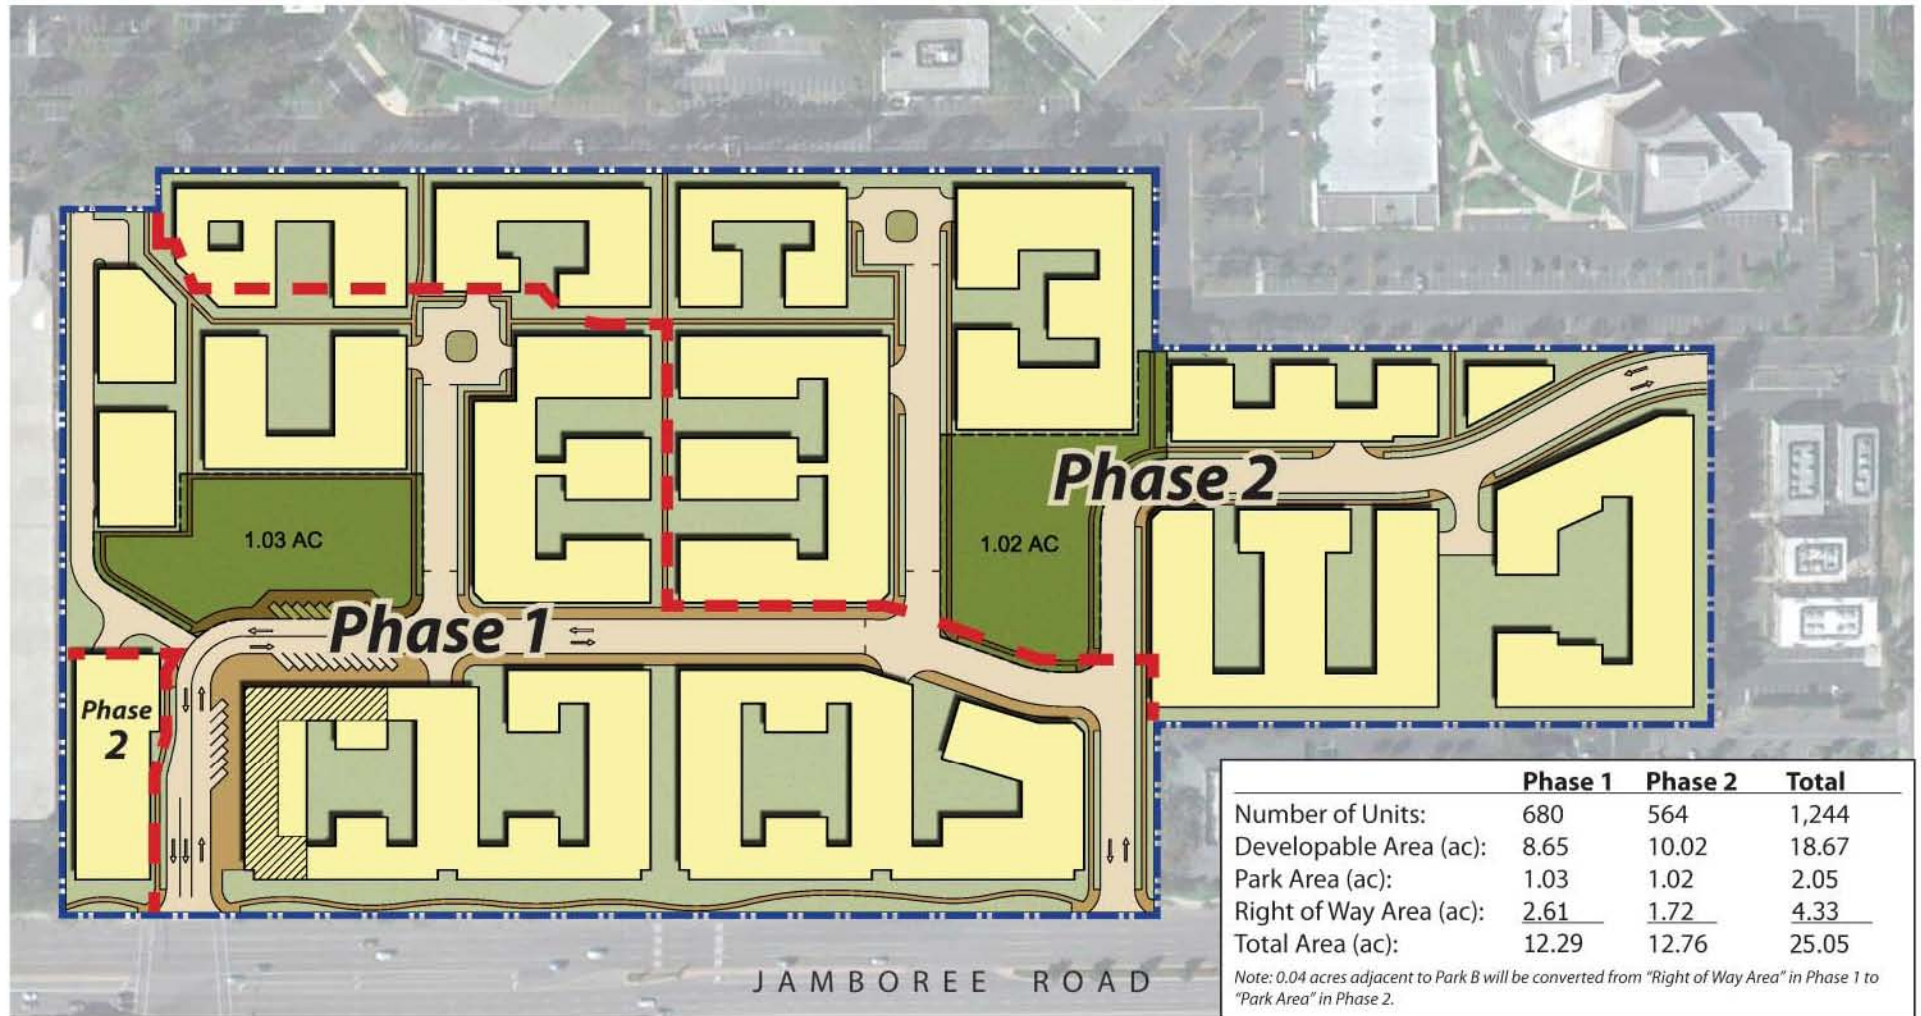 1.03 AC
1.02 AC
Phase 2
Phase 1
Phase
2
Phase 1 Phase 2 Total
Number of Units: 680 564 1,244
Developable Area (ac): 8.65 10.02 18.67
Park Area (ac): 1.03 1.02 2.05
Right of Way Area (ac): 2.61 1.72 4.33
Total Area (ac): 12.29 12.76 25.05
Note: 0.04 acres adjacent to Park B will be converted from “Right of Way Area” in Phase 1 to
“Park Area” in Phase 2.
JAMBOREE ROAD